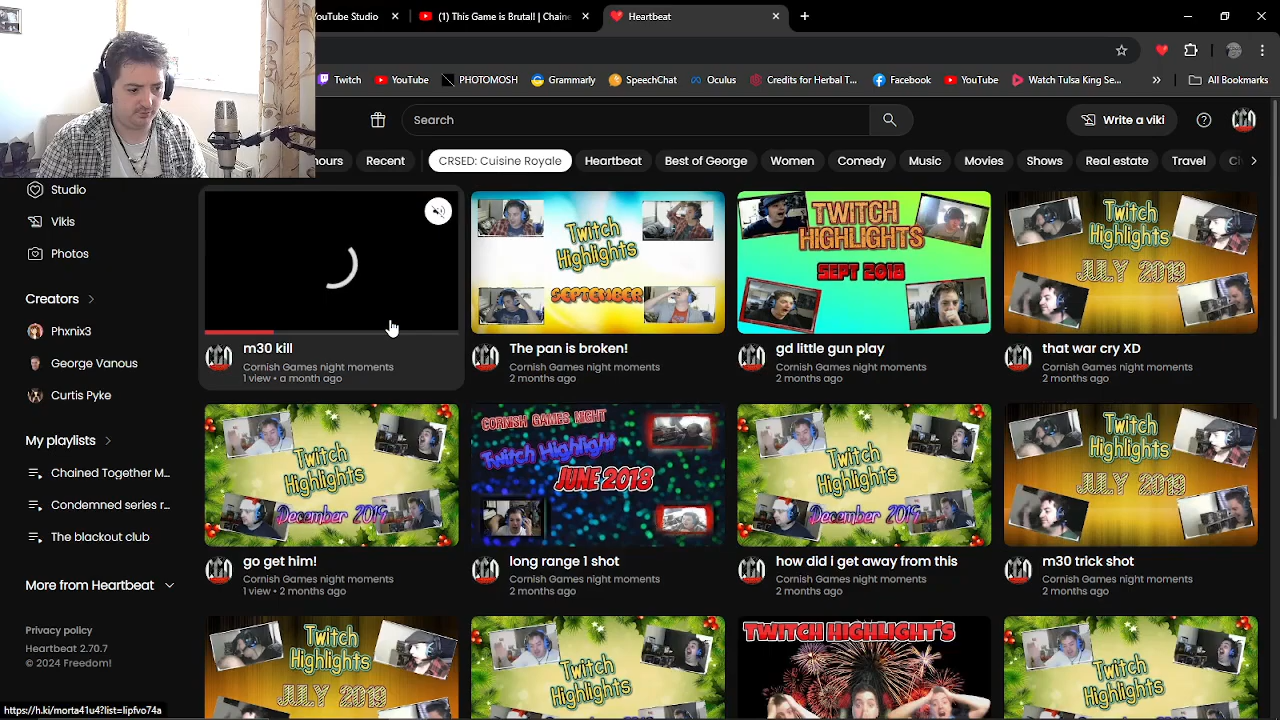 YouTube Studio
(1) This Game is Brutal! | Chaine
Heartbeat
Twitch
YouTube
PHOTOMOSH
Grammarly
SpeenChat
Oculus
Credits for Hentai T...
Facebook
YouTube
Watch Tulsa King Se...
All Bookmarks
Search
Write a viki
hours
Recent
CRSED: Cuisine Royale
Heartbeat
Best of George
Women
Comedy
Music
Movies
Shows
Real estate
Travel
Studio
Vikis
Photos
Creators
Phxnix3
George Vanous
Curtis Pyke
My playlists
Chained Together M...
Condemned series r...
The blackout club
More from Heartbeat
Privacy policy
Heartbeat 2.70.7
© 2024 Freedom!
https://h.ki/morta41u4?list=lipfvo74a
m30 kill
Cornish Games night moments
1 view • a month ago
Twitch
Highlights
SEPTEMBER
The pan is broken!
Cornish Games night moments
2 months ago
TWITCH
HIGHLIGHTS
SEPT 2018
gd little gun play
Cornish Games night moments
2 months ago
Twitch
Highlights
JULY 2019
that war cry XD
Cornish Games night moments
2 months ago
Twitch
Highlights
December 2019
go get him!
Cornish Games night moments
1 view • 2 months ago
CORNISH GAMES NIGHT
Twitch Highlight
JUNE 2018
long range 1 shot
Cornish Games night moments
2 months ago
Twitch
Highlights
December 2019
how did i get away from this
Cornish Games night moments
2 months ago
Twitch
Highlights
JULY 2019
m30 trick shot
Cornish Games night moments
2 months ago
Twitch
Highlights
JULY 2019
Twitch
Highlights
TWITCH HIGHLIGHT'S
Twitch
Highlights